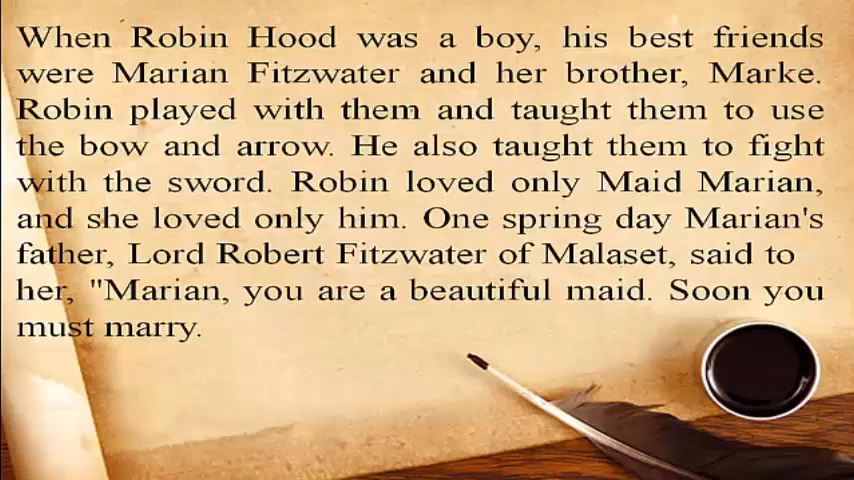 When Robin Hood was a boy, his best friends
were Marian Fitzwater and her brother, Marke.
Robin played with them and taught them to use
the bow and arrow. He also taught them to fight
with the sword. Robin loved only Maid Marian,
and she loved only him. One spring day Marian's
father, Lord Robert Fitzwater of Malaset, said to
her, "Marian, you are a beautiful maid. Soon you
must marry.